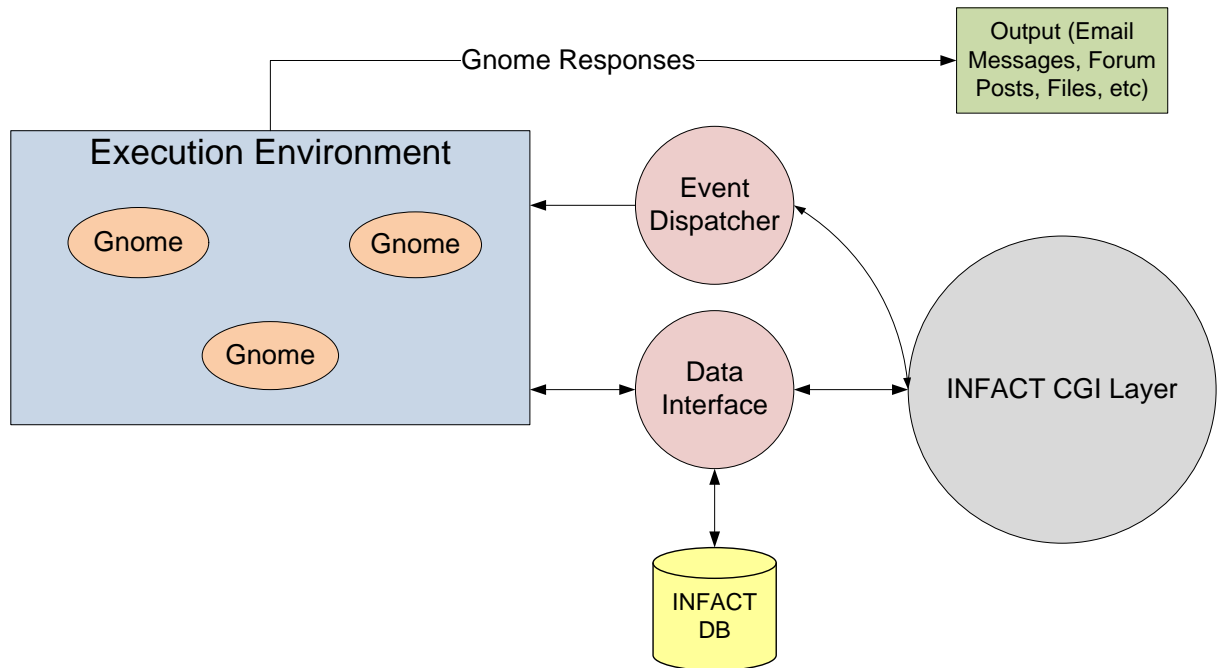 Output (Email
Messages, Forum
Posts, Files, etc)
Gnome Responses
Execution Environment
Gnome
Gnome
Gnome
Event
Dispatcher
Data
Interface
INFACT CGI Layer
INFACT
DB